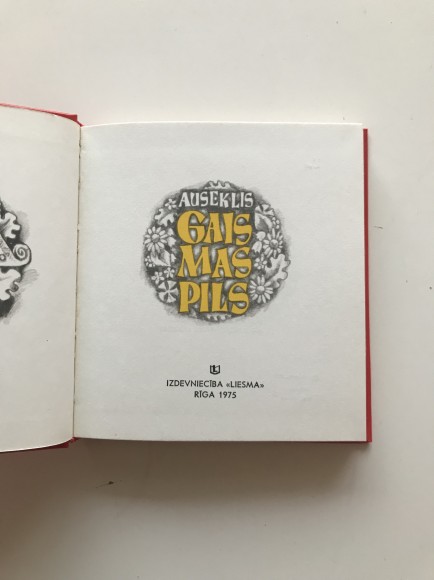 AUSEKLIS
GAIS
MAS
PILS
IZDEVNIECĪBA «LIESMA»
RĪGA 1975